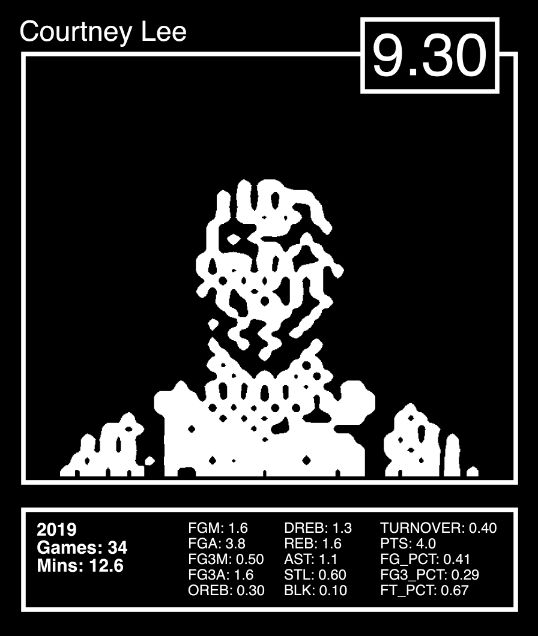 Courtney Lee
9.30
2019
Games: 34
Mins: 12.6
FGM: 1.6
FGA: 3.8
FG3M: 0.50
FG3A: 1.6
OREB: 0.30
DREB: 1.3
REB: 1.6
AST: 1.1
STL: 0.60
BLK: 0.10
TURNOVER: 0.40
PTS: 4.0
FG_PCT: 0.41
FG3_PCT: 0.29
FT_PCT: 0.67